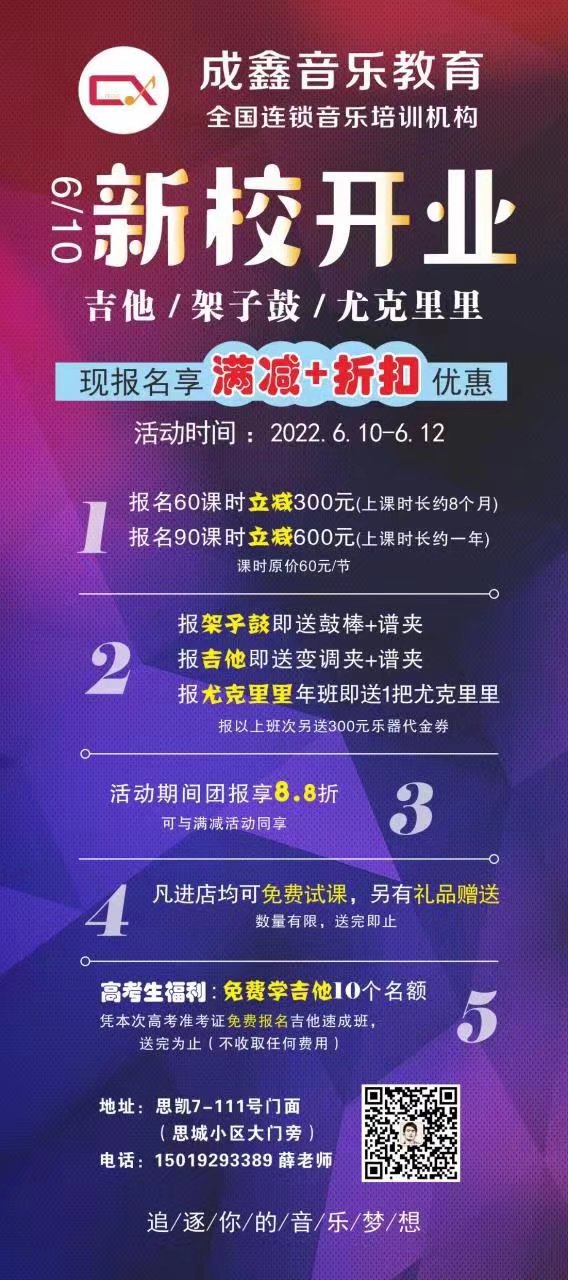 CX
成鑫音乐教育
全国连锁音乐培训机构
6/10
新校开业
吉他/架子鼓/尤克里里
现报名享满减+折扣优惠
活动时间：2022.6.10-6.12
1
报名60课时立减300元(上课时长约8个月)
报名90课时立减600元(上课时长约一年)
课时原价60元/节
2
报架子鼓即送鼓棒+谱夹
报吉他即送变调夹+谱夹
报尤克里里年班即送1把尤克里里
报以上班次另送300元乐器代金券
活动期间团报享8.8折
可与满减活动同享
3
4
凡进店均可免费试课，另有礼品赠送
数量有限，送完即止
高考生福利：免费学吉他10个名额
凭本次高考准考证免费报名吉他速成班，
送完为止（不收取任何费用）
5
地址：思凯7-111号门面
（思城小区大门旁）
电话：15019293389 薛老师
追/逐/你/的/音/乐/梦/想